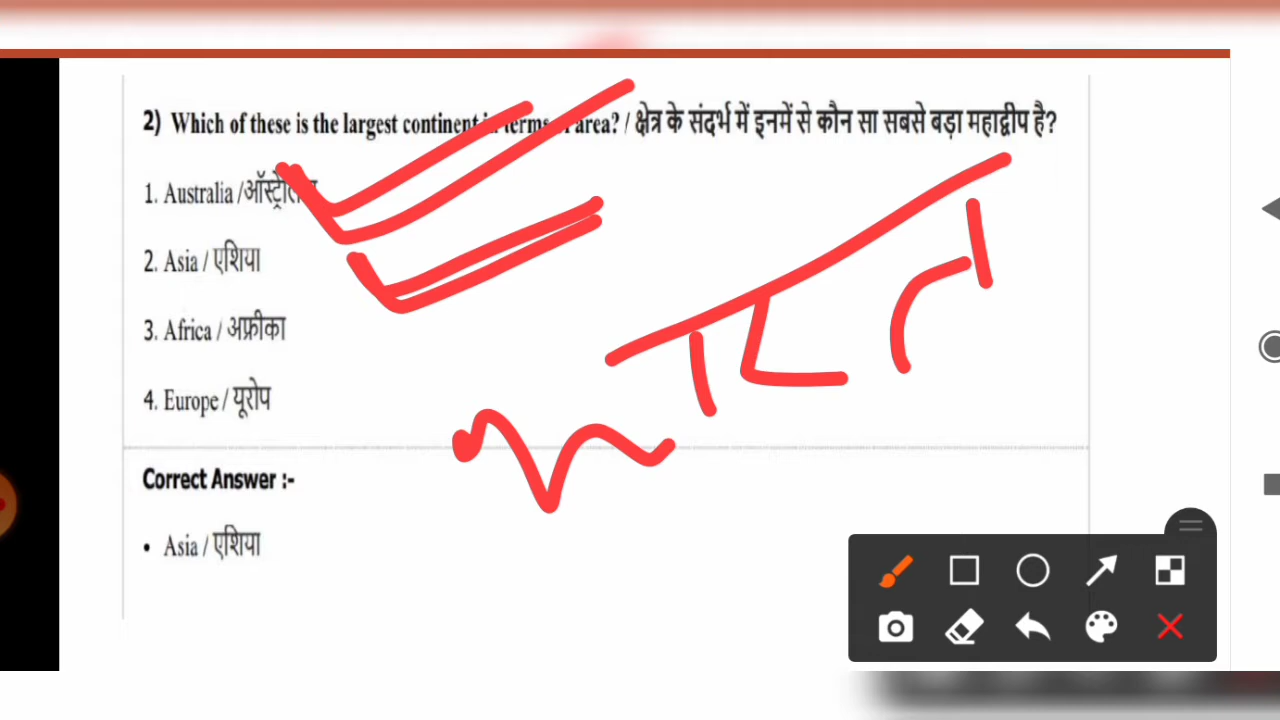 2) Which of these is the largest continent in terms of area? / क्षेत्र के संदर्भ में इनमें से कौन सा सबसे बड़ा महाद्वीप है?
1. Australia /ऑस्ट्रेलिया
2. Asia / एशिया
3. Africa / अफ्रीका
4. Europe / यूरोप
Correct Answer :-
• Asia / एशिया